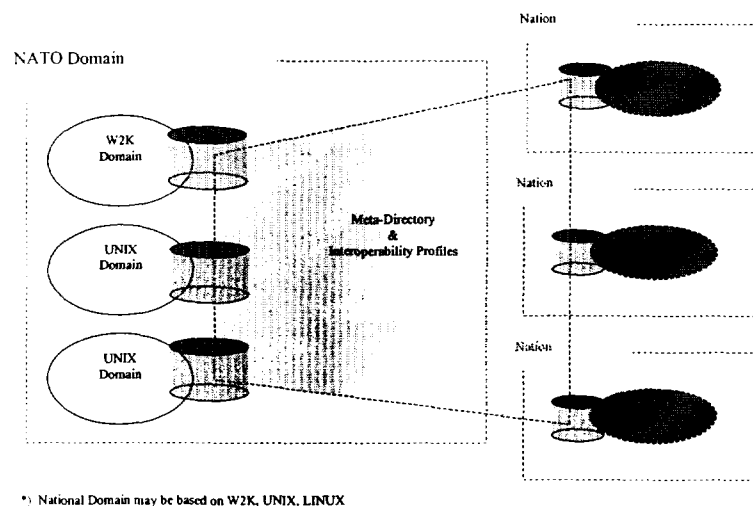 NATO Domain
W2K
Domain
UNIX
Domain
UNIX
Domain
Meta-Directory
&
Interoperability Profiles
Nation
Nation
Nation
*) National Domain may be based on W2K, UNIX, LINUX